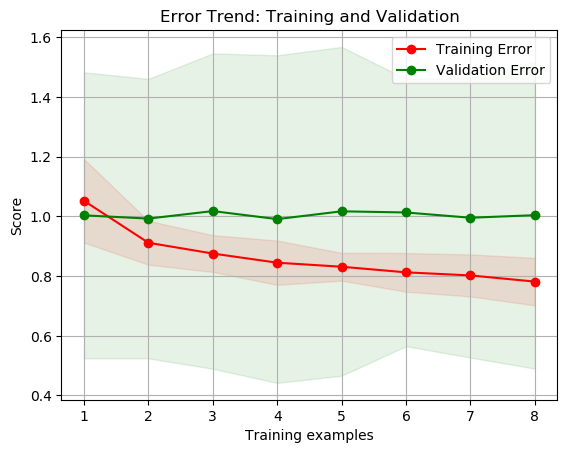 Error Trend: Training and Validation
Training Error
Validation Error
Score
1.6
1.4
1.2
1.0
0.8
0.6
0.4
1 2 3 4 5 6 7 8
Training examples